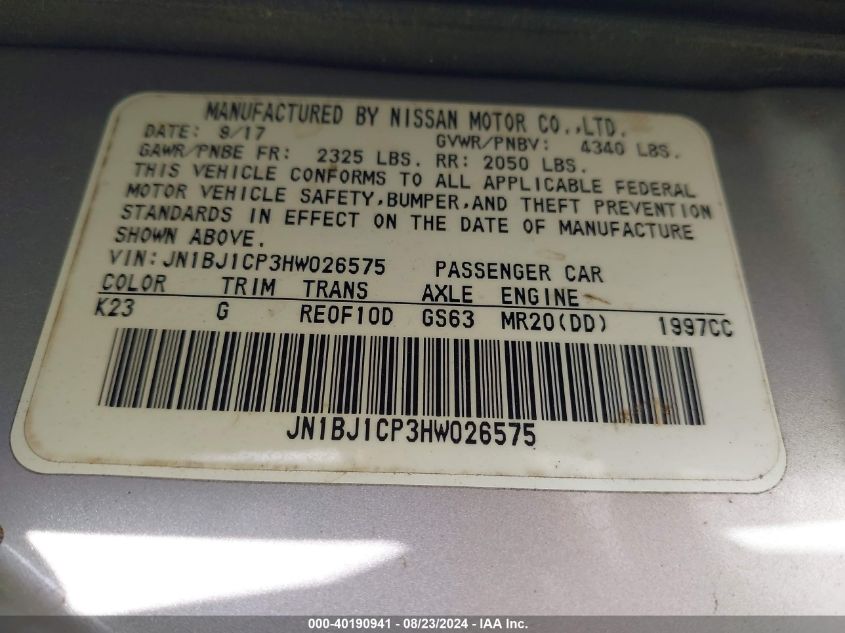 MANUFACTURED BY NISSAN MOTOR CO.,LTD.
DATE: 9/17 GVWR/PNBV: 4340 LBS.
GAWR/PNBE FR: 2325 LBS. RR: 2050 LBS.
THIS VEHICLE CONFORMS TO ALL APPLICABLE FEDERAL
MOTOR VEHICLE SAFETY,BUMPER,AND THEFT PREVENTION
STANDARDS IN EFFECT ON THE DATE OF MANUFACTURE
SHOWN ABOVE.
VIN:JN1BJ1CP3HW026575 PASSENGER CAR
COLOR TRIM TRANS AXLE ENGINE
K23 G RE0F10D GS63 MR20(DD) 1997CC
JN1BJ1CP3HW026575
000-40190941 - 08/23/2024 - IAA Inc.